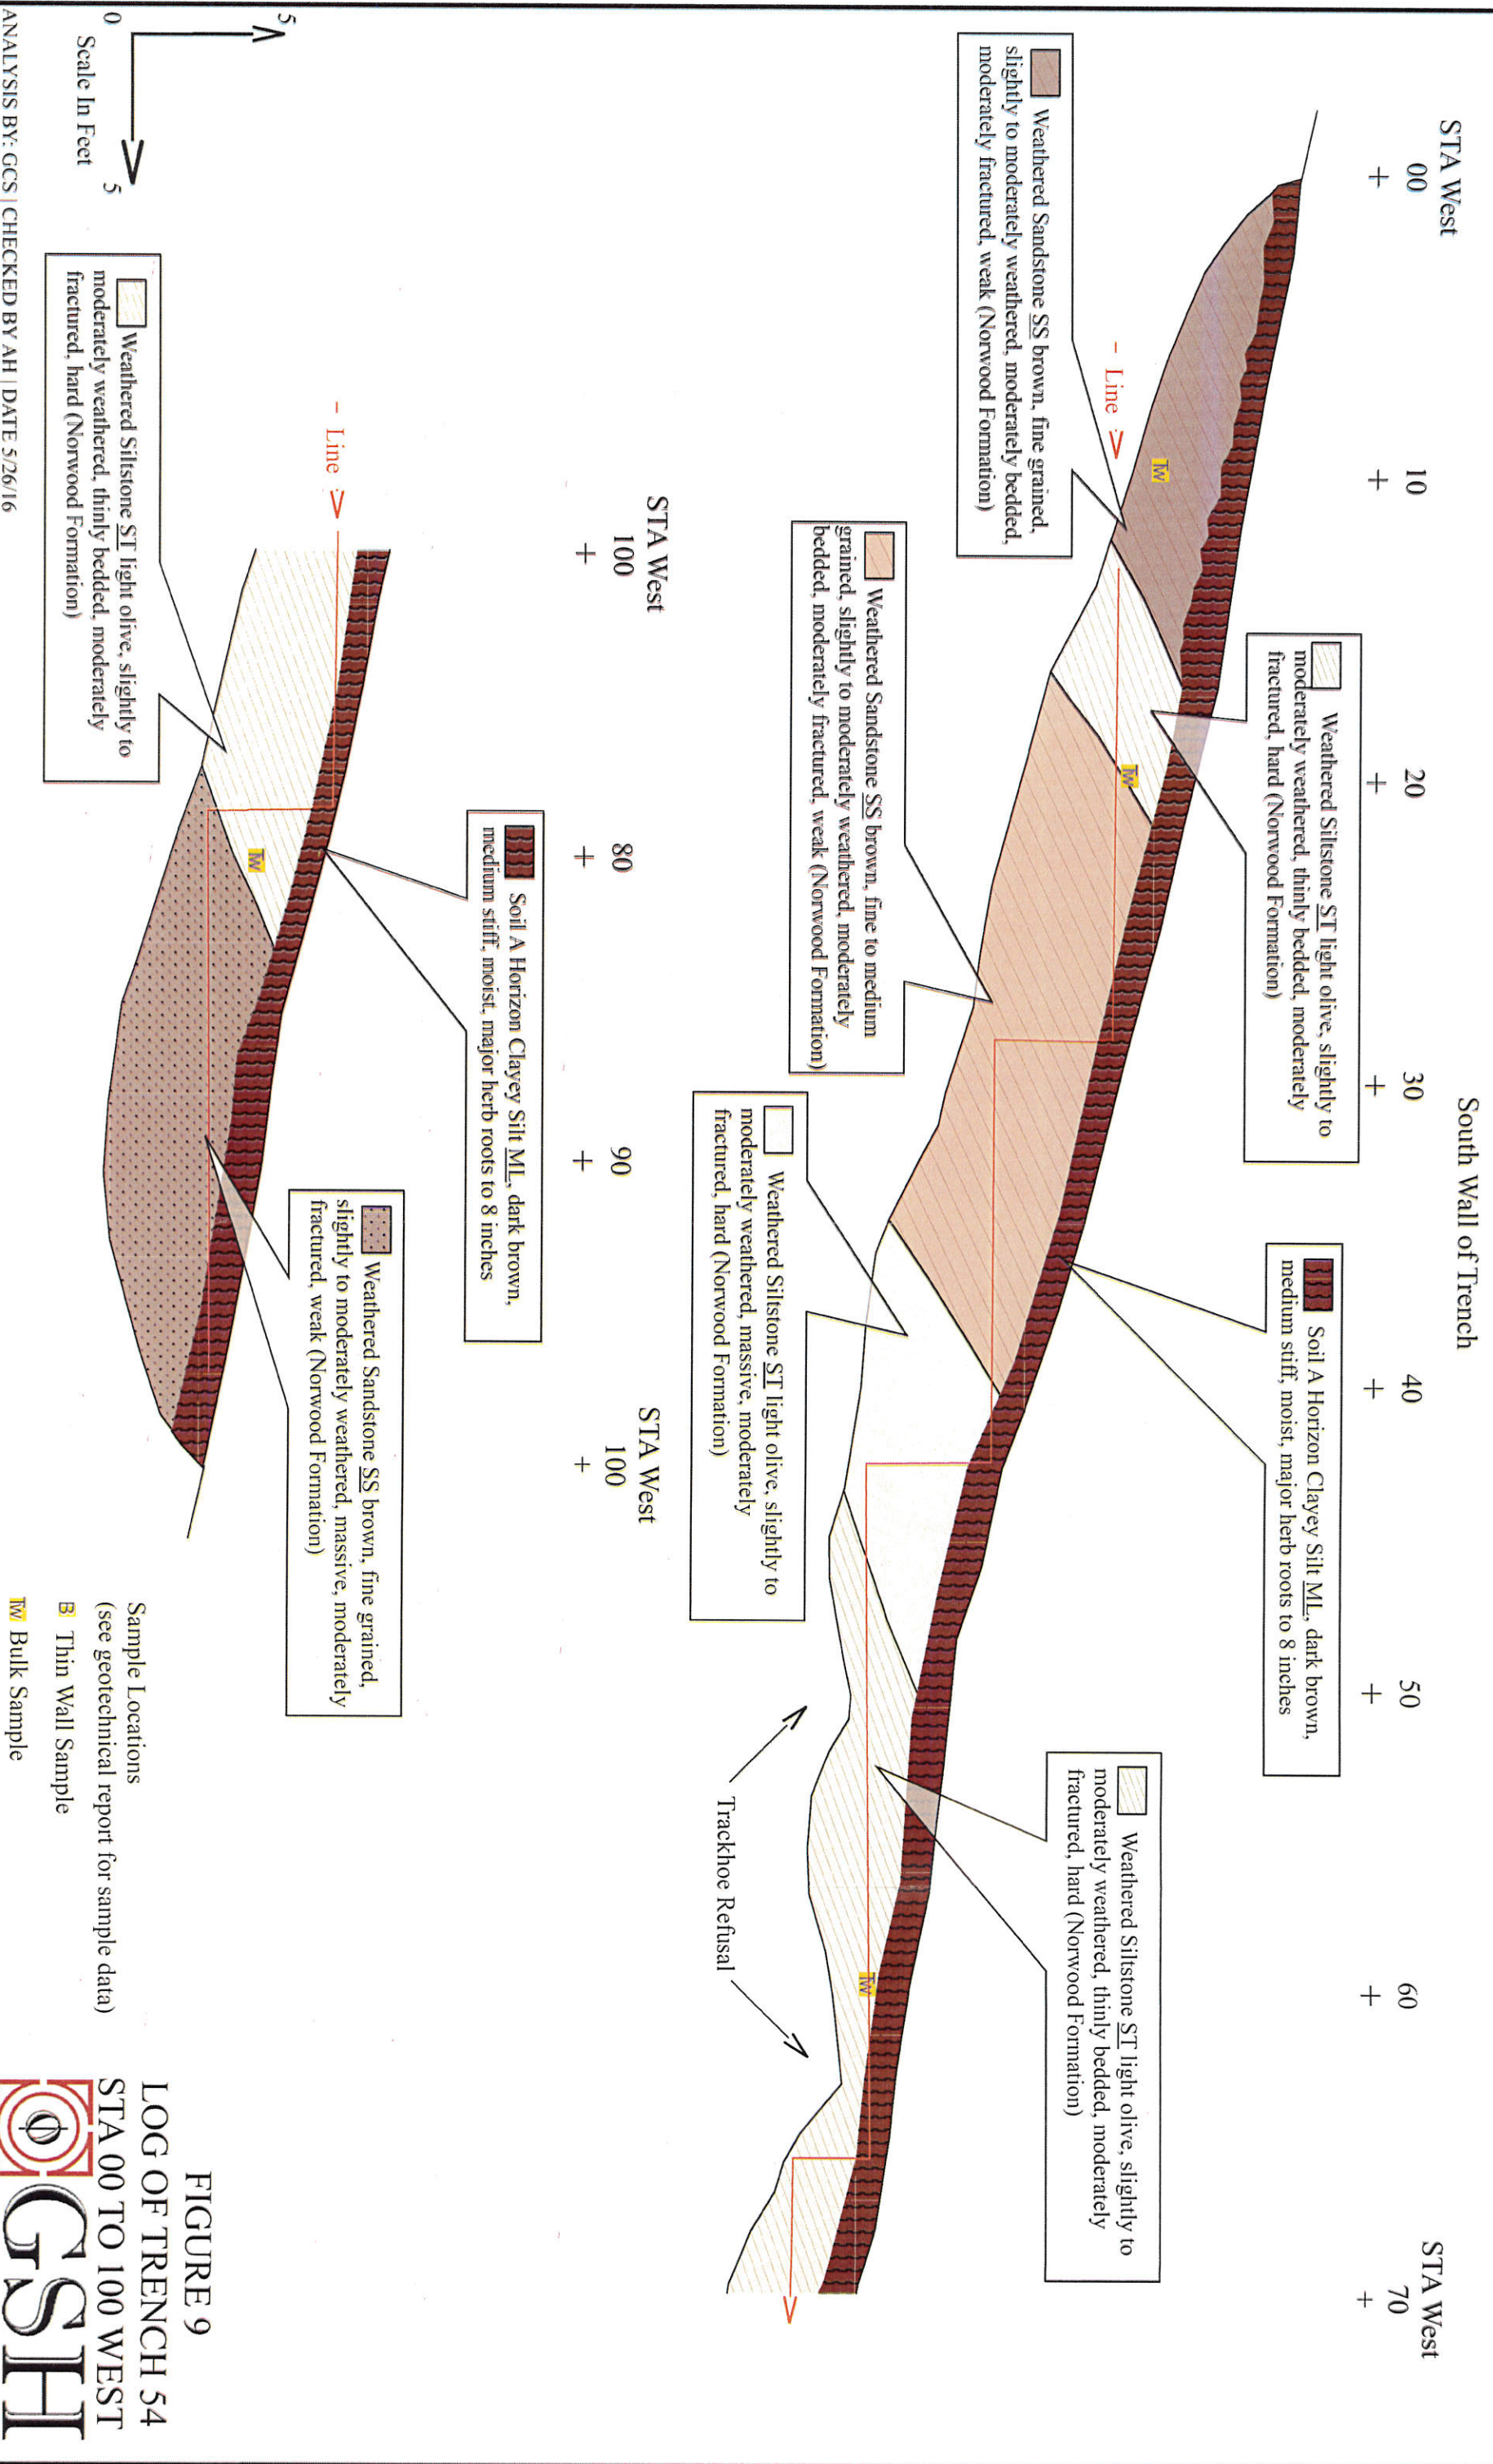 South Wall of Trench
STA West
00
+
10
+
20
+
30
+
40
+
50
+
60
+
STA West
70
+
Weathered Siltstone ST light olive, slightly to
moderately weathered, thinly bedded, moderately
fractured, hard (Norwood Formation)
Soil A Horizon Clayey Silt ML, dark brown,
medium stiff, moist, major herb roots to 8 inches
Weathered Siltstone ST light olive, slightly to
moderately weathered, thinly bedded, moderately
fractured, hard (Norwood Formation)
- Line >
TW
TW
TW
Weathered Sandstone SS brown, fine grained,
slightly to moderately weathered, moderately bedded,
moderately fractured, weak (Norwood Formation)
Weathered Sandstone SS brown, fine to medium
grained, slightly to moderately weathered, moderately
bedded, moderately fractured, weak (Norwood Formation)
Weathered Siltstone ST light olive, slightly to
moderately weathered, massive, moderately
fractured, hard (Norwood Formation)
Trackhoe Refusal
STA West
100
+
80
+
90
+
STA West
100
+
Soil A Horizon Clayey Silt ML, dark brown,
medium stiff, moist, major herb roots to 8 inches
Weathered Sandstone SS brown, fine grained,
slightly to moderately weathered, massive, moderately
fractured, weak (Norwood Formation)
- Line >
TW
Weathered Siltstone ST light olive, slightly to
moderately weathered, thinly bedded, moderately
fractured, hard (Norwood Formation)
5
0
5
Scale In Feet
Sample Locations
(see geotechnical report for sample data)
B Thin Wall Sample
TW Bulk Sample
FIGURE 9
LOG OF TRENCH 54
STA 00 TO 100 WEST
GSH
ANALYSIS BY: GCS | CHECKED BY AH | DATE 5/26/16